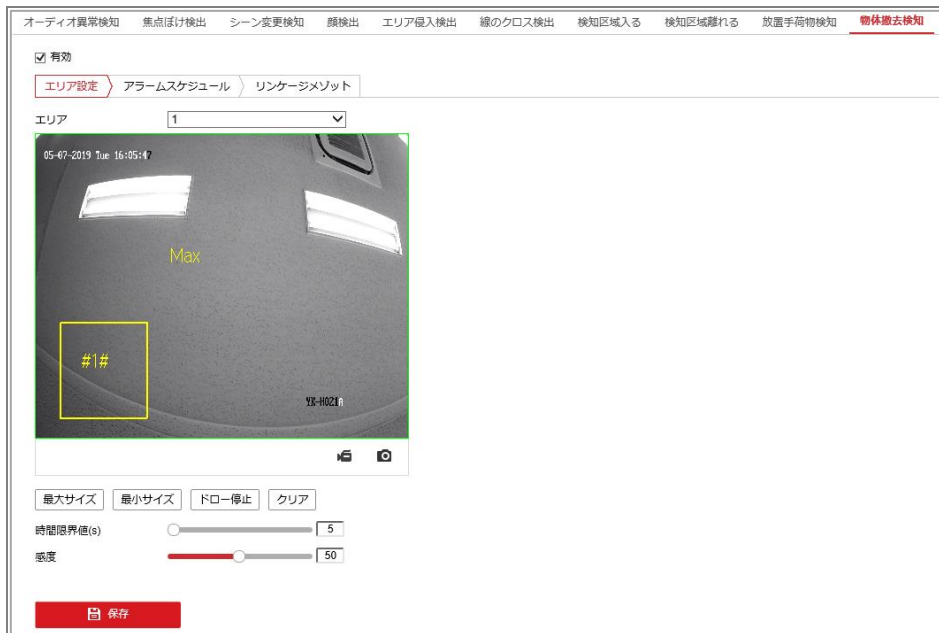 オーディオ異常検知 焦点ぼけ検出 シーン変更検知 顔検出 エリア侵入検出 線のクロス検出 検知区域入る 検知区域離れる 放置手荷物検知 物体撤去検知
有効
エリア設定 アラームスケジュール リンケージメゾット
エリア 1
05-07-2019 Tue 16:05:47
Max
#1#
YK-H021A
最大サイズ 最小サイズ ドロー停止 クリア
時間限界値(s) 5
感度 50
保存